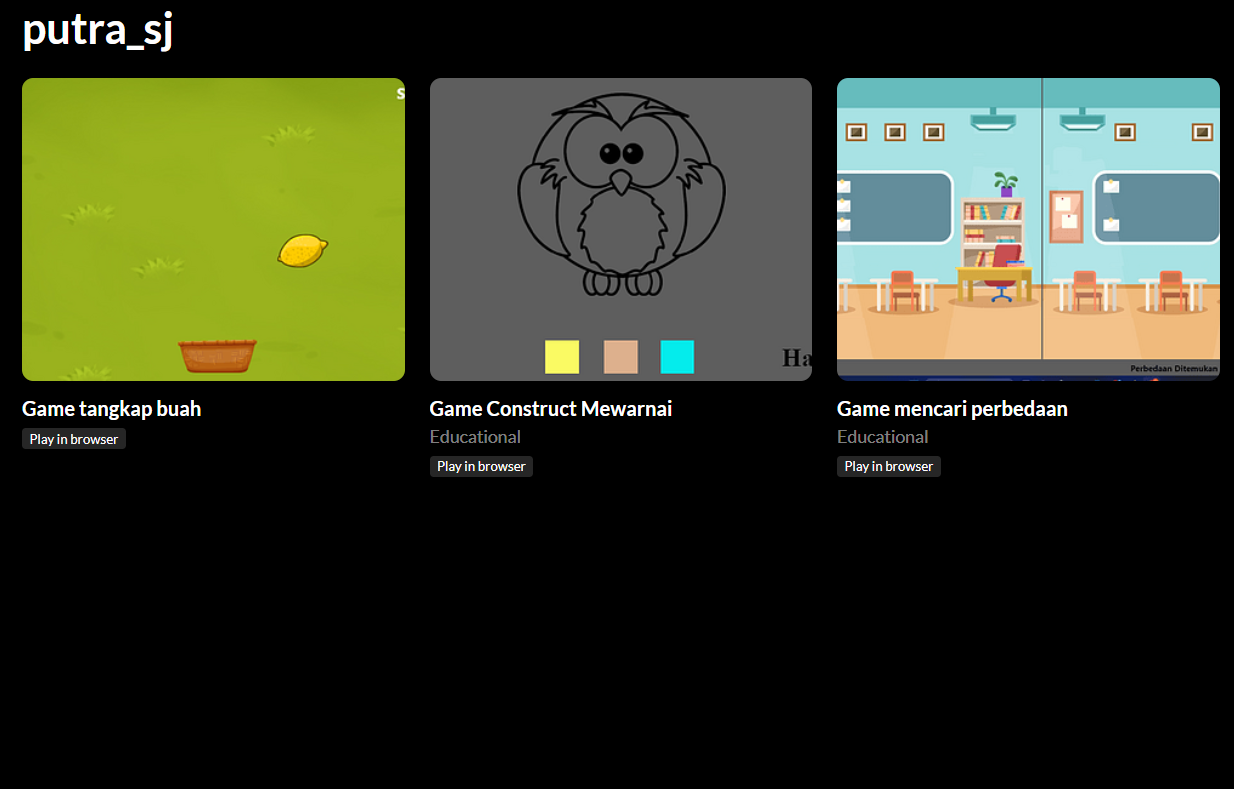 putra_sj
Game tangkap buah
Play in browser
Ha
Game Construct Mewarnai
Educational
Play in browser
Perbedaan Ditemukan
Game mencari perbedaan
Educational
Play in browser